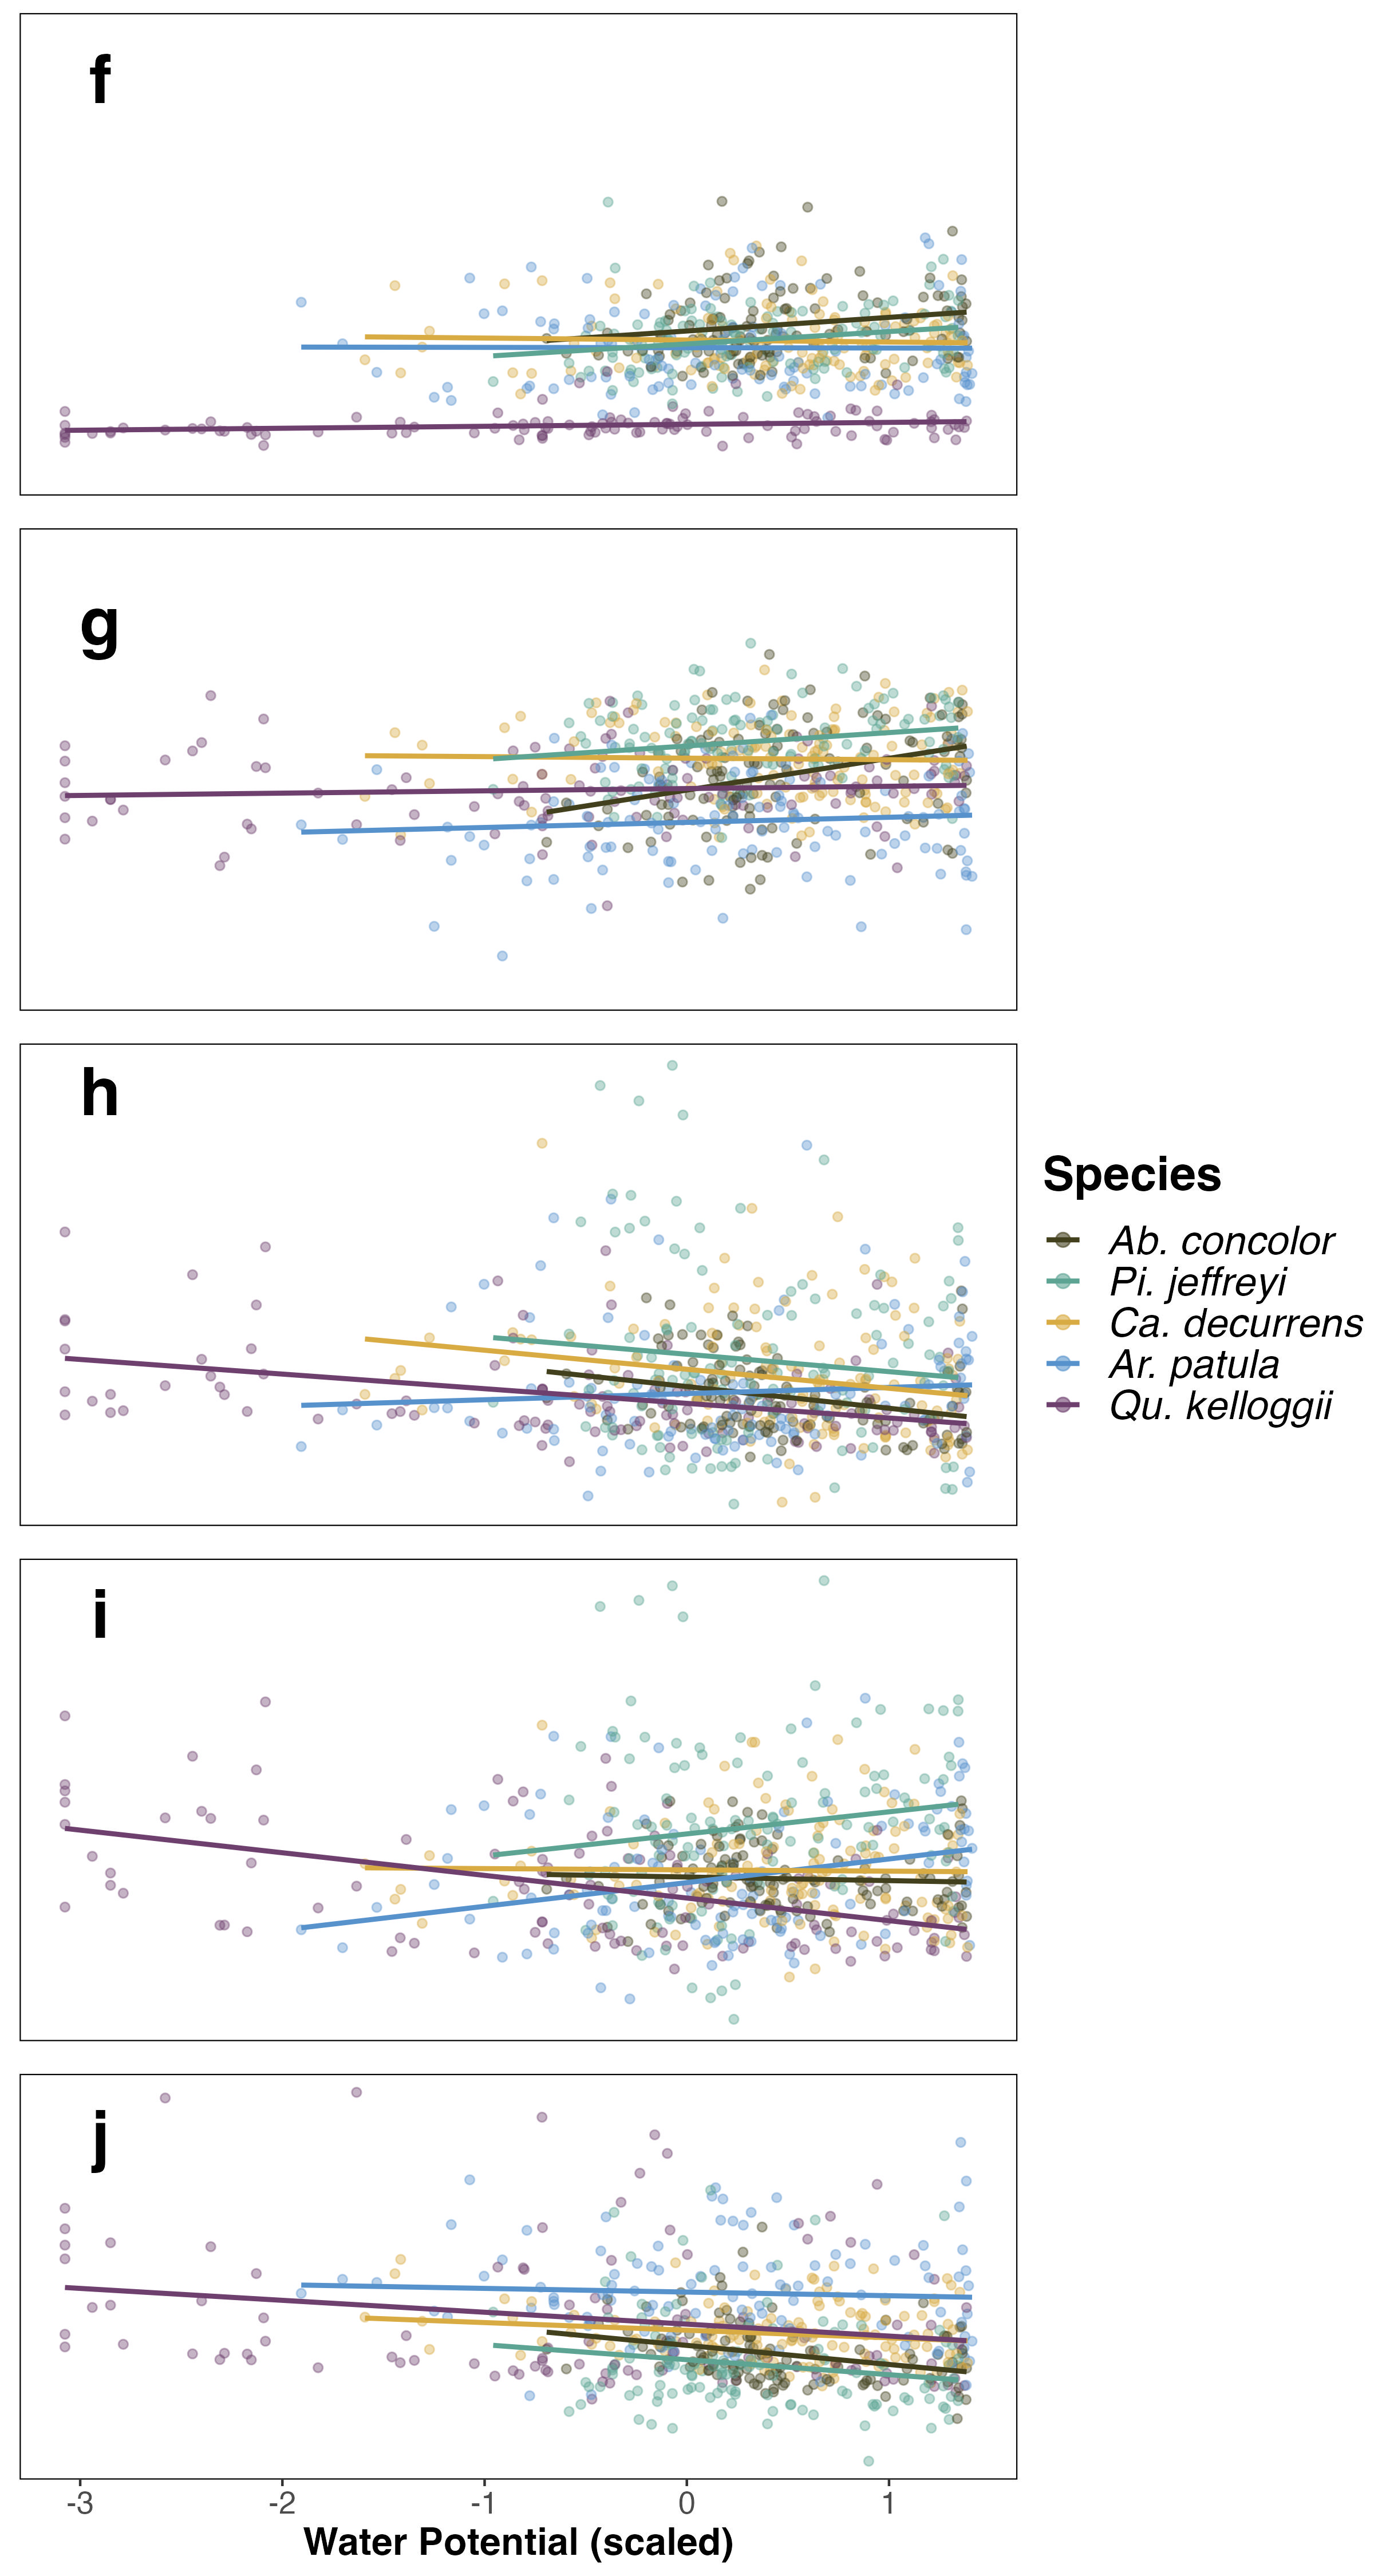 f
g
h
Species
Ab. concolor
Pi. jeffreyi
Ca. decurrens
Ar. patula
Qu. kelloggii
i
j
-3 -2 -1 0 1
Water Potential (scaled)